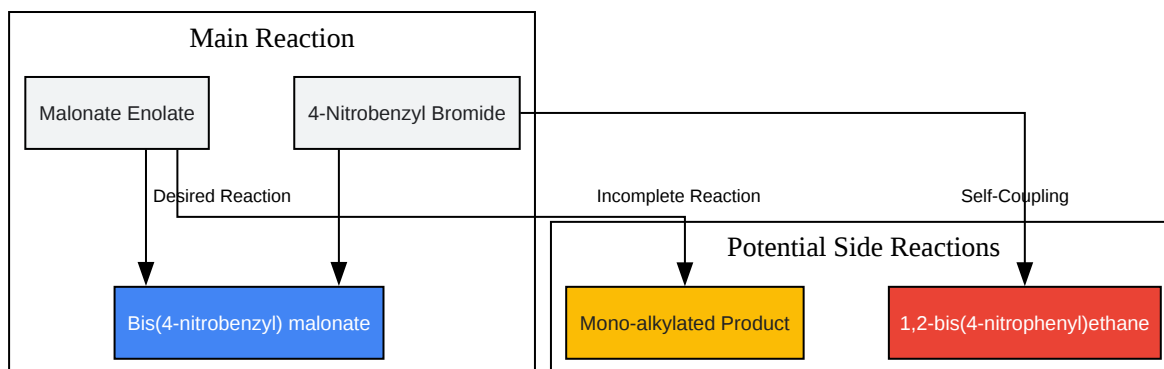 Main Reaction
Malonate Enolate
4-Nitrobenzyl Bromide
Desired Reaction
Incomplete Reaction
Self-Coupling
Potential Side Reactions
Bis(4-nitrobenzyl) malonate
Mono-alkylated Product
1,2-bis(4-nitrophenyl)ethane